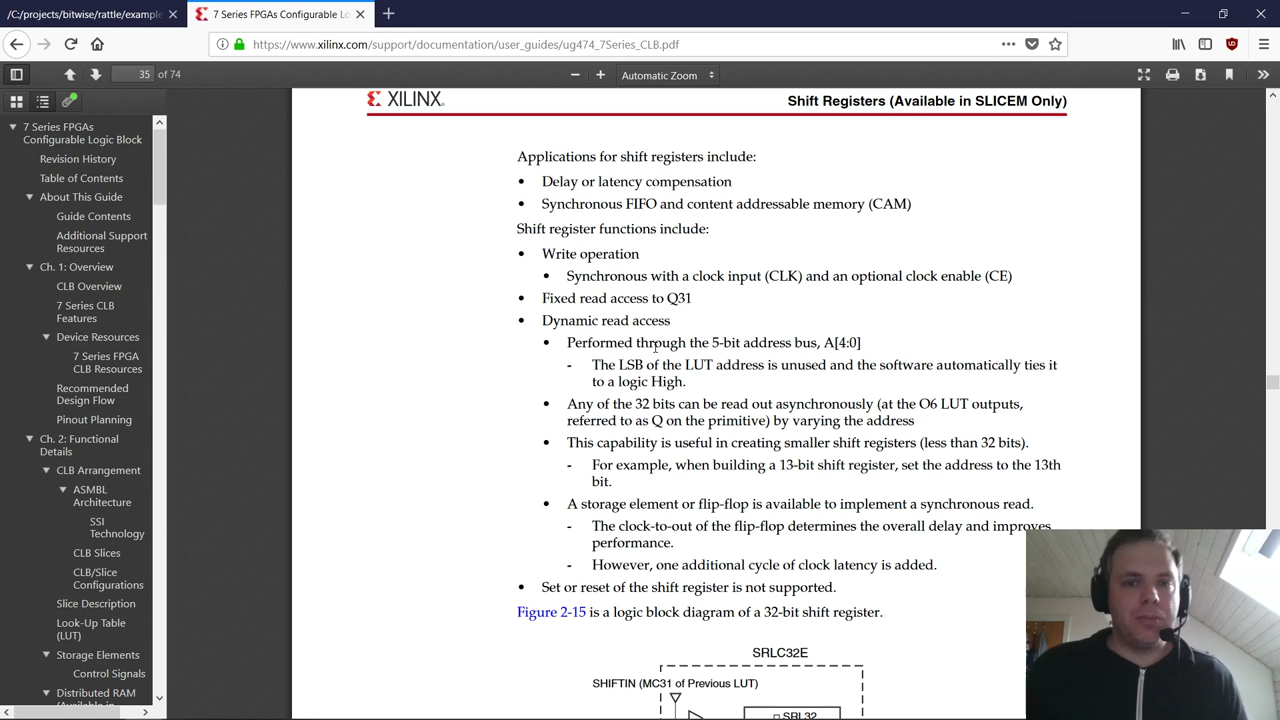 /C:/projects/bitwise/rattle/example
7 Series FPGAs Configurable Lo
https://www.xilinx.com/support/documentation/user_guides/ug474_7Series_CLB.pdf
35 of 74
Automatic Zoom
7 Series FPGAs
Configurable Logic Block
Revision History
Table of Contents
About This Guide
Guide Contents
Additional Support
Resources
Ch. 1: Overview
CLB Overview
7 Series CLB
Features
Device Resources
7 Series FPGA
CLB Resources
Recommended
Design Flow
Pinout Planning
Ch. 2: Functional
Details
CLB Arrangement
ASMBL
Architecture
SSI
Technology
CLB Slices
CLB/Slice
Configurations
Slice Description
Look-Up Table
(LUT)
Storage Elements
Control Signals
Distributed RAM
(Available in
XILINX®
Shift Registers (Available in SLICEM Only)
Applications for shift registers include:
• Delay or latency compensation
• Synchronous FIFO and content addressable memory (CAM)
Shift register functions include:
• Write operation
• Synchronous with a clock input (CLK) and an optional clock enable (CE)
• Fixed read access to Q31
• Dynamic read access
• Performed through the 5-bit address bus, A[4:0]
- The LSB of the LUT address is unused and the software automatically ties it
to a logic High.
• Any of the 32 bits can be read out asynchronously (at the O6 LUT outputs,
referred to as Q on the primitive) by varying the address
• This capability is useful in creating smaller shift registers (less than 32 bits).
- For example, when building a 13-bit shift register, set the address to the 13th
bit.
• A storage element or flip-flop is available to implement a synchronous read.
- The clock-to-out of the flip-flop determines the overall delay and improves
performance.
- However, one additional cycle of clock latency is added.
• Set or reset of the shift register is not supported.
Figure 2-15 is a logic block diagram of a 32-bit shift register.
SRLC32E
SHIFTIN (MC31 of Previous LUT)
SRL32